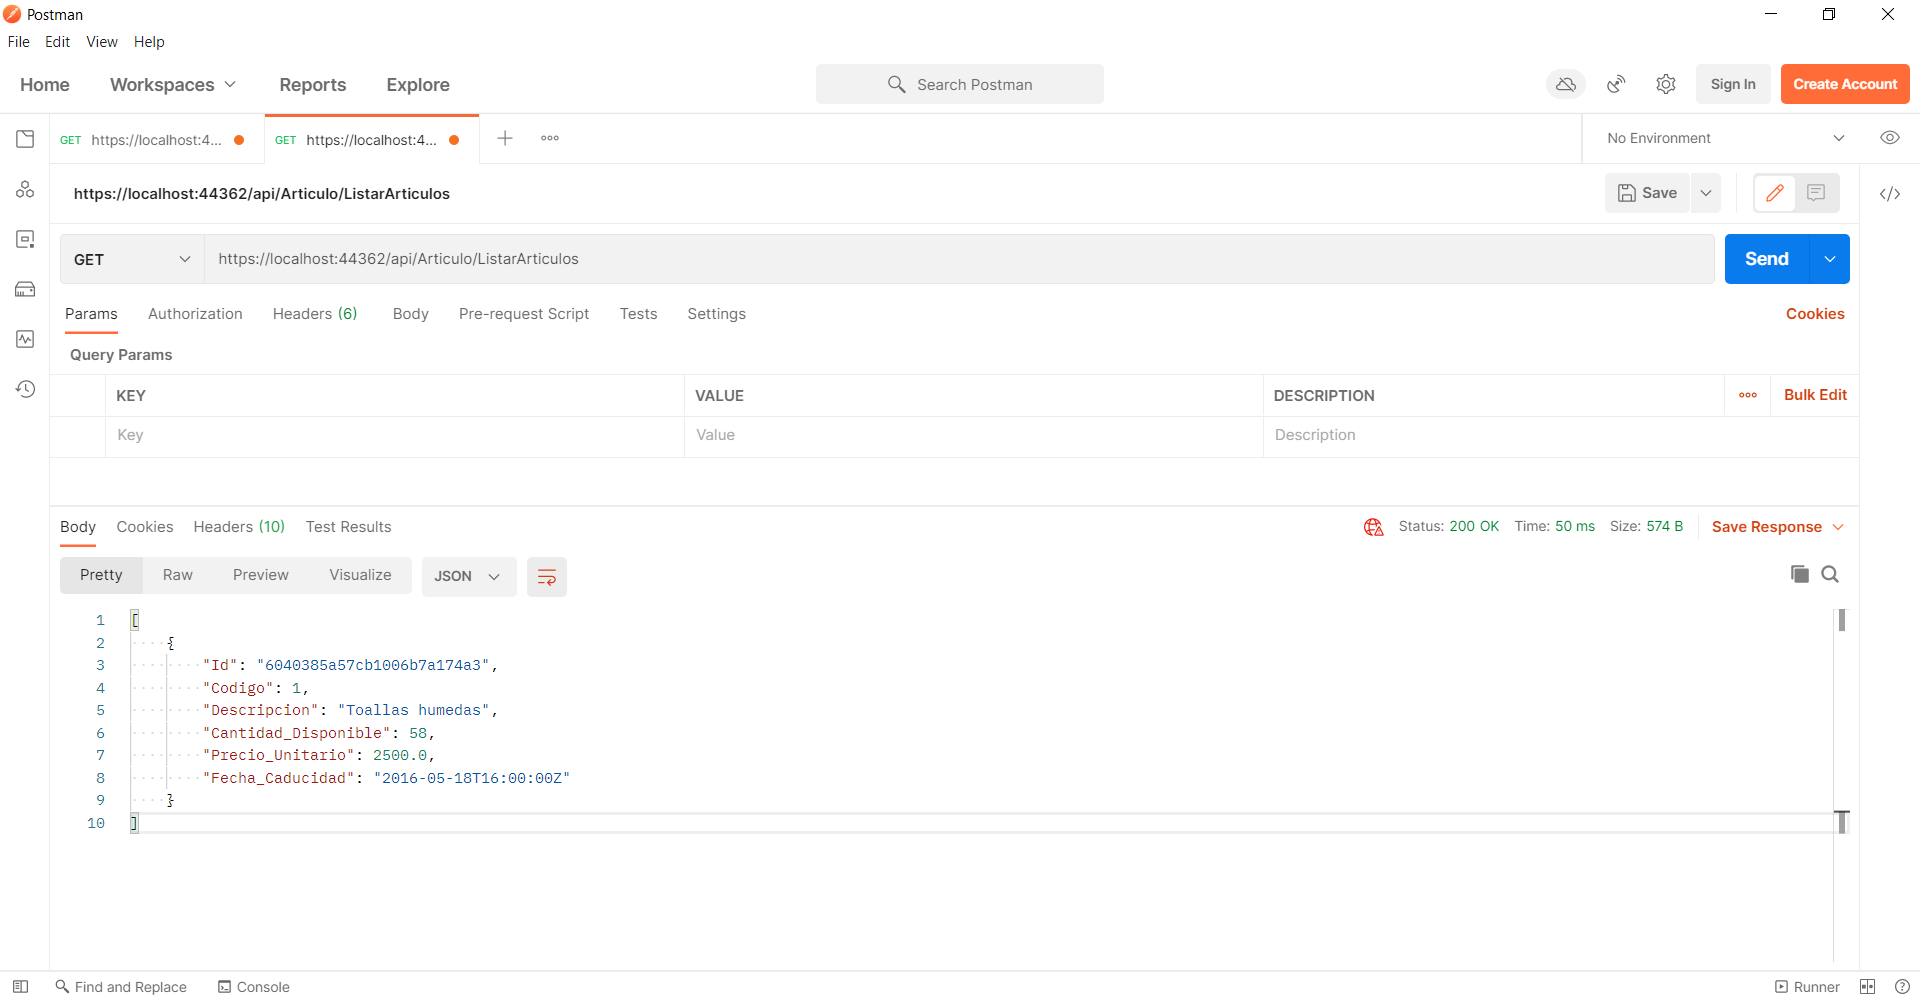 Postman
File Edit View Help
Home Workspaces Reports Explore Search Postman Sign In Create Account
GET https://localhost:4... GET https://localhost:4... No Environment
https://localhost:44362/api/Articulo/ListarArticulos Save
GET https://localhost:44362/api/Articulo/ListarArticulos Send
Params Authorization Headers (6) Body Pre-request Script Tests Settings Cookies
Query Params
KEY VALUE DESCRIPTION Bulk Edit
Key Value Description
Body Cookies Headers (10) Test Results Status: 200 OK Time: 50 ms Size: 574 B Save Response
Pretty Raw Preview Visualize JSON
1 [
2 {
3 "Id": "6040385a57cb1006b7a174a3",
4 "Codigo": 1,
5 "Descripcion": "Toallas humedas",
6 "Cantidad_Disponible": 58,
7 "Precio_Unitario": 2500.0,
8 "Fecha_Caducidad": "2016-05-18T16:00:00Z"
9 }
10 ]
Find and Replace Console Runner